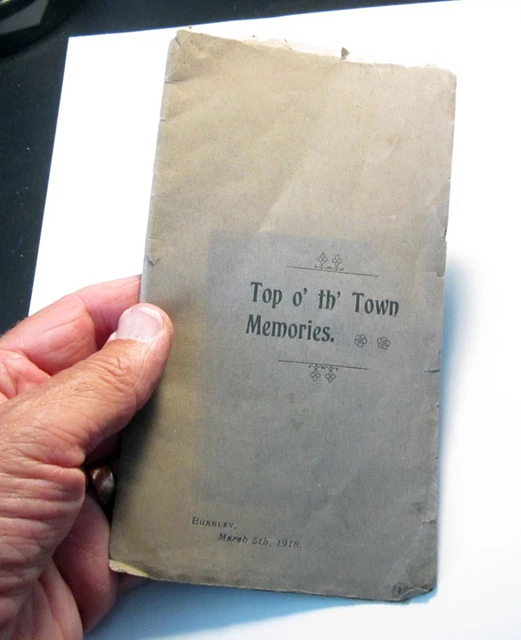 Top o' th' Town
Memories.
BURNLEY,
March 5th, 1918.